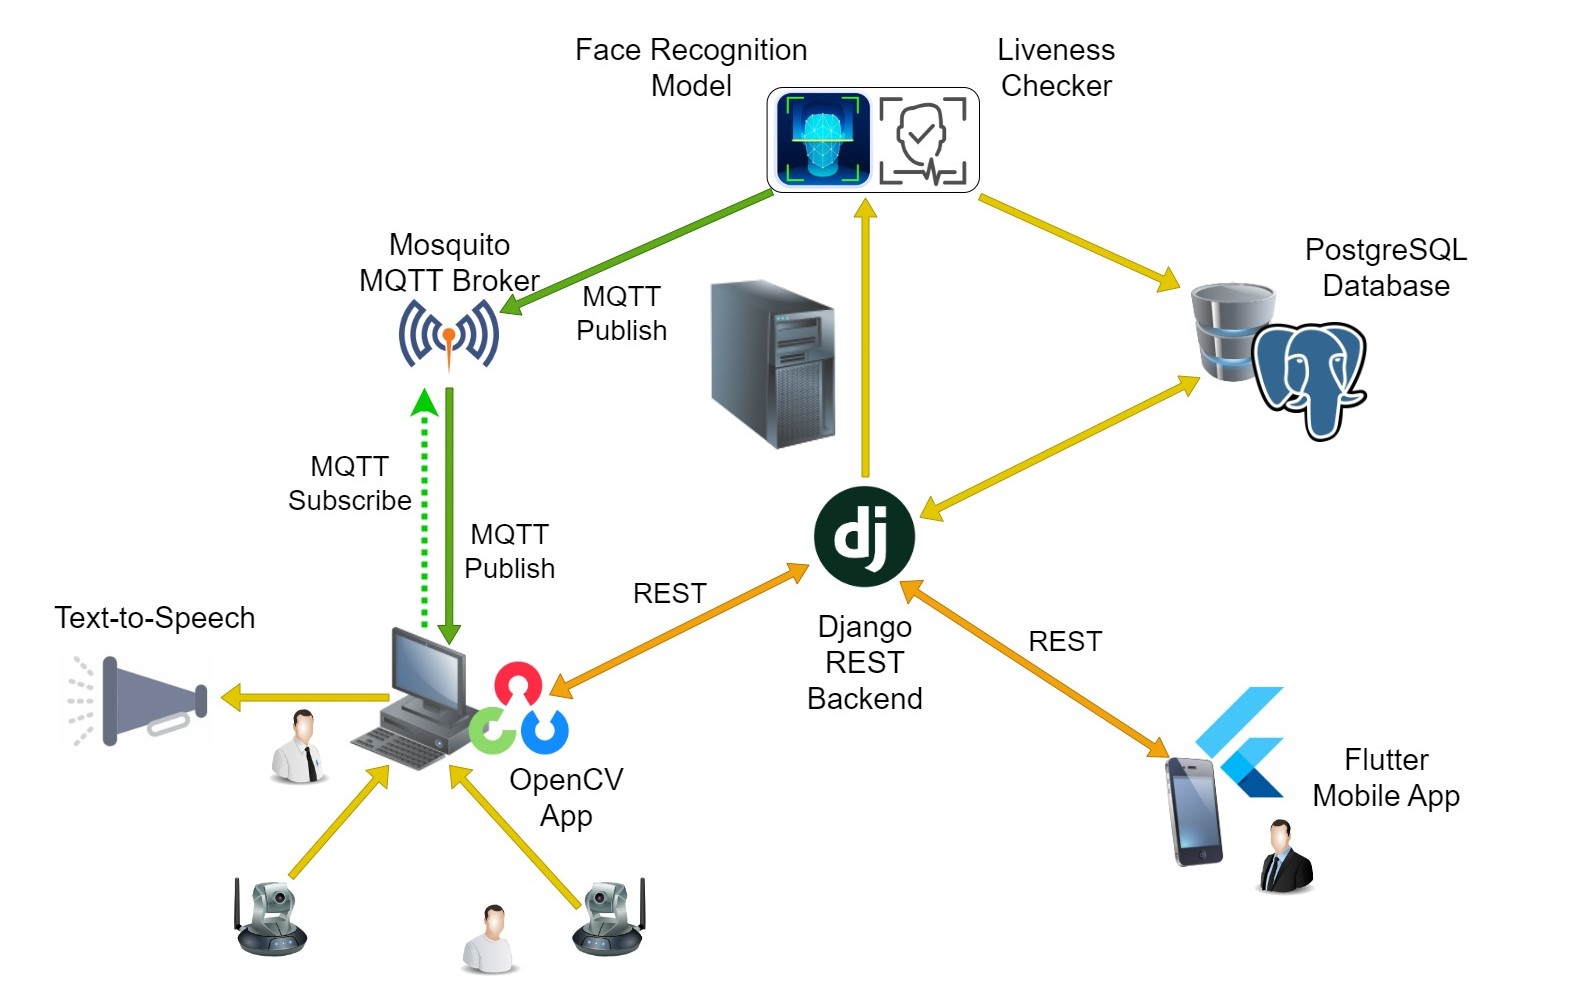 Face Recognition
Model
Liveness
Checker
Mosquito
MQTT Broker
MQTT
Publish
PostgreSQL
Database
MQTT
Subscribe
MQTT
Publish
dj
REST
Django
REST
Backend
REST
Text-to-Speech
OpenCV
App
Flutter
Mobile App